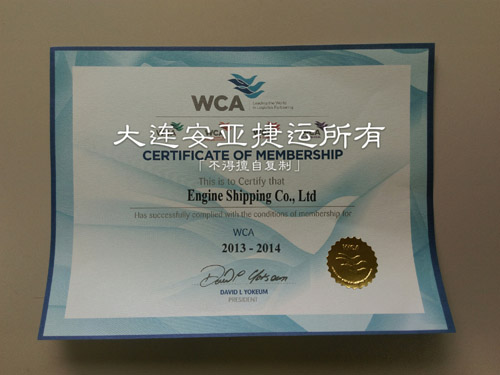 WCA
Leading the World
in Logistics Partnering
大连安亚捷运所有
WCA
WCA
CERTIFICATE OF MEMBERSHIP
「不得擅自复制」
This is to Certify that
Engine Shipping Co., Ltd
Has successfully complied with the conditions of membership for
WCA
2013 - 2014
WCA
DAVID L YOKEUM
PRESIDENT